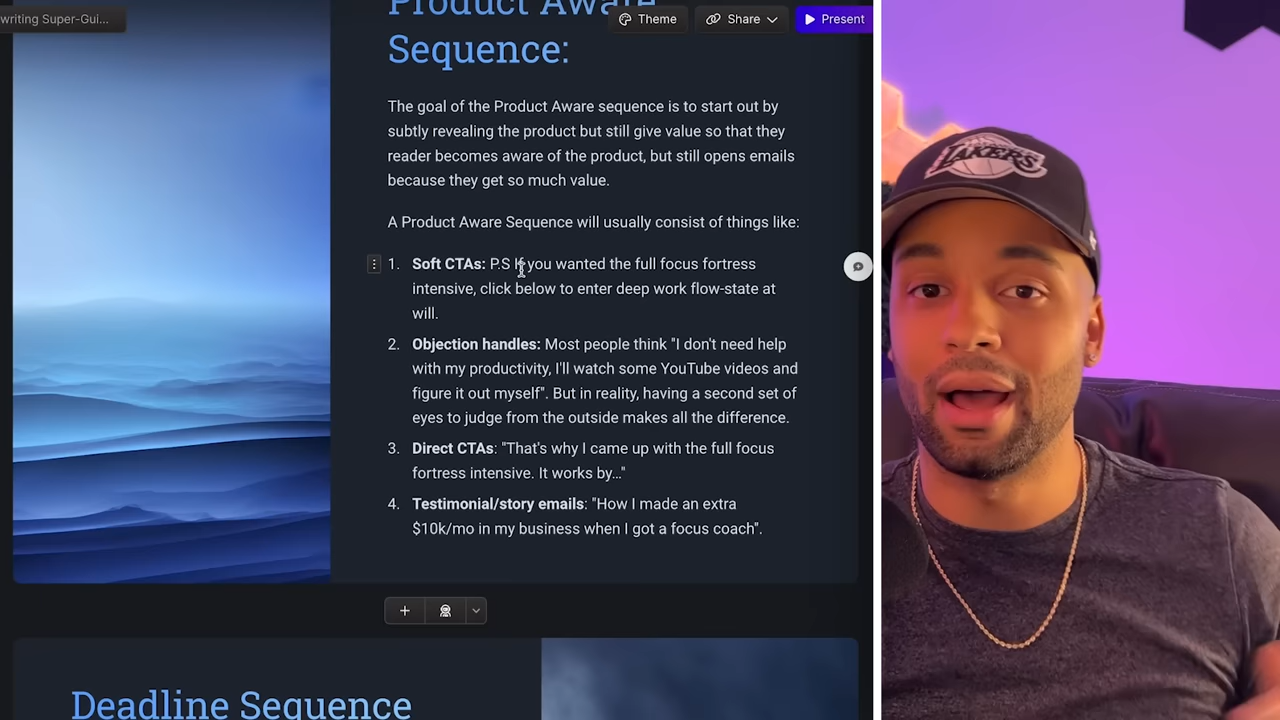 writing Super-Gui...
Theme
Share
Present
Product Aware
Sequence:
The goal of the Product Aware sequence is to start out by
subtly revealing the product but still give value so that they
reader becomes aware of the product, but still opens emails
because they get so much value.
A Product Aware Sequence will usually consist of things like:
1. Soft CTAs: P.S If you wanted the full focus fortress
intensive, click below to enter deep work flow-state at
will.
2. Objection handles: Most people think "I don't need help
with my productivity, I'll watch some YouTube videos and
figure it out myself". But in reality, having a second set of
eyes to judge from the outside makes all the difference.
3. Direct CTAs: "That's why I came up with the full focus
fortress intensive. It works by..."
4. Testimonial/story emails: "How I made an extra
$10k/mo in my business when I got a focus coach".
Deadline Sequence
LAKERS